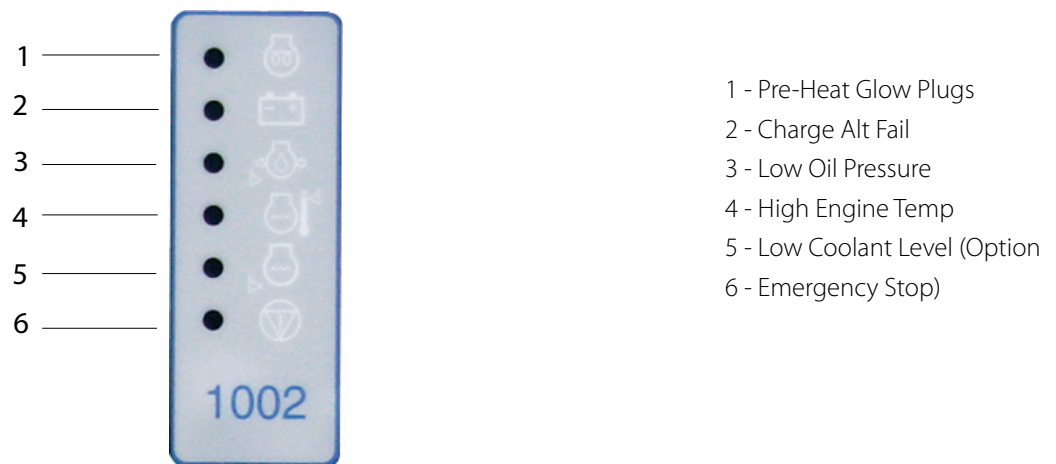 1
2
3
4
5
6
1002
1 - Pre-Heat Glow Plugs
2 - Charge Alt Fail
3 - Low Oil Pressure
4 - High Engine Temp
5 - Low Coolant Level (Option
6 - Emergency Stop)